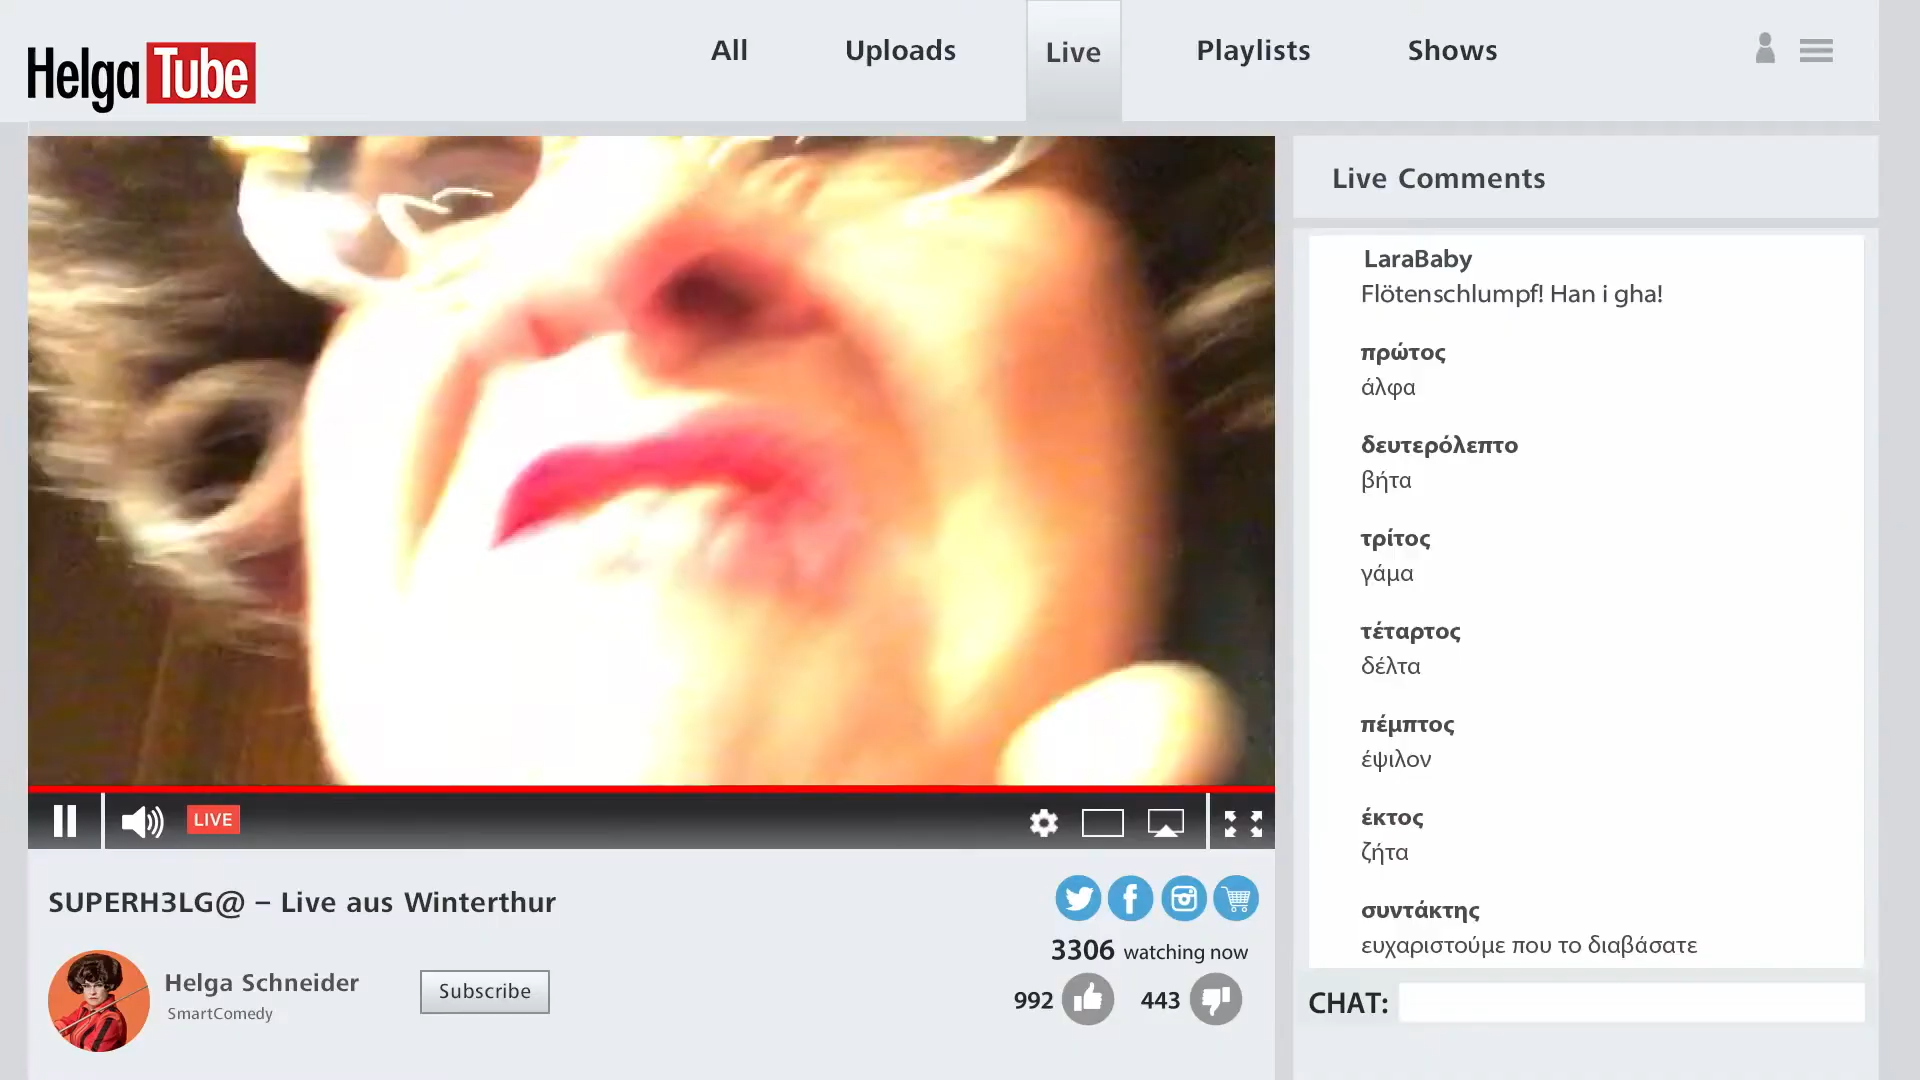 HelgaTube
All
Uploads
Live
Playlists
Shows
LIVE
SUPERH3LG@ – Live aus Winterthur
Helga Schneider
SmartComedy
Subscribe
3306 watching now
992
443
Live Comments
LaraBaby
Flötenschlumpf! Han i gha!
πρώτος
άλφα
δευτερόλεπτο
βήτα
τρίτος
γάμα
τέταρτος
δέλτα
πέμπτος
έψιλον
έκτος
ζήτα
συντάκτης
ευχαριστούμε που το διαβάσατε
CHAT: